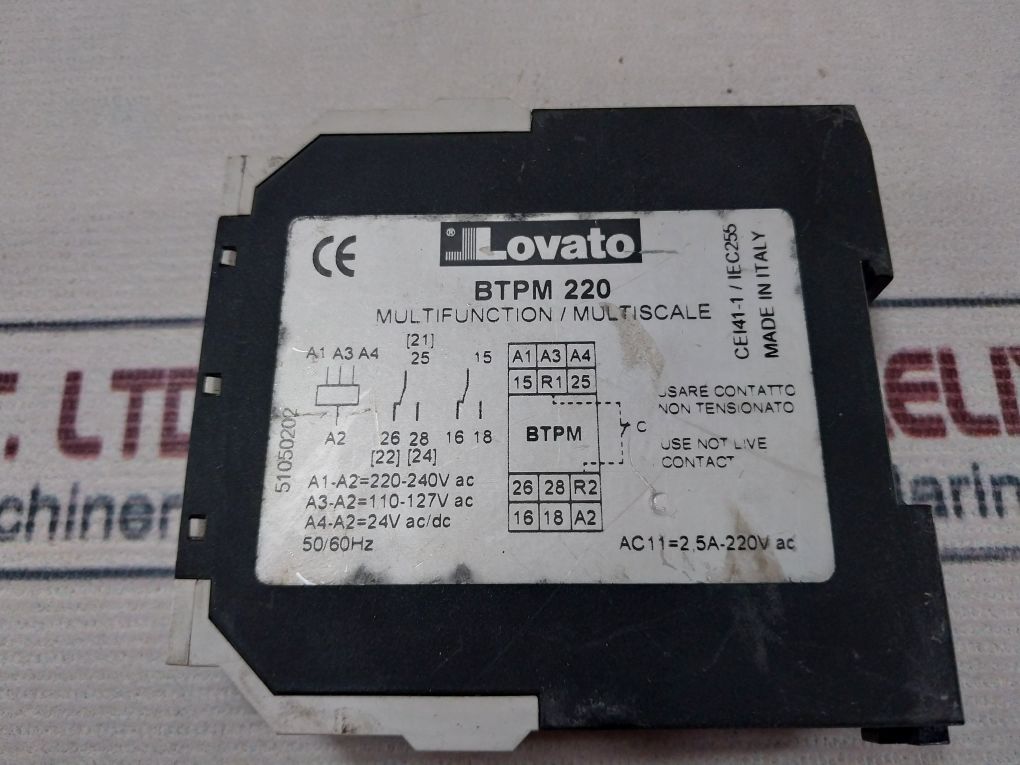 CE
® Lovato
BTPM 220
MULTIFUNCTION / MULTISCALE
CEI41-1 / IEC255
MADE IN ITALY
[21]
A1 A3 A4 25 15
A2 26 28 16 18
[22] [24]
51050202
A1-A2=220-240V ac
A3-A2=110-127V ac
A4-A2=24V ac/dc
50/60Hz
A1 A3 A4
15 R1 25
BTPM
C
26 28 R2
16 18 A2
USARE CONTATTO
NON TENSIONATO
USE NOT LIVE
CONTACT
AC11=2,5A-220V ac
T. LTD